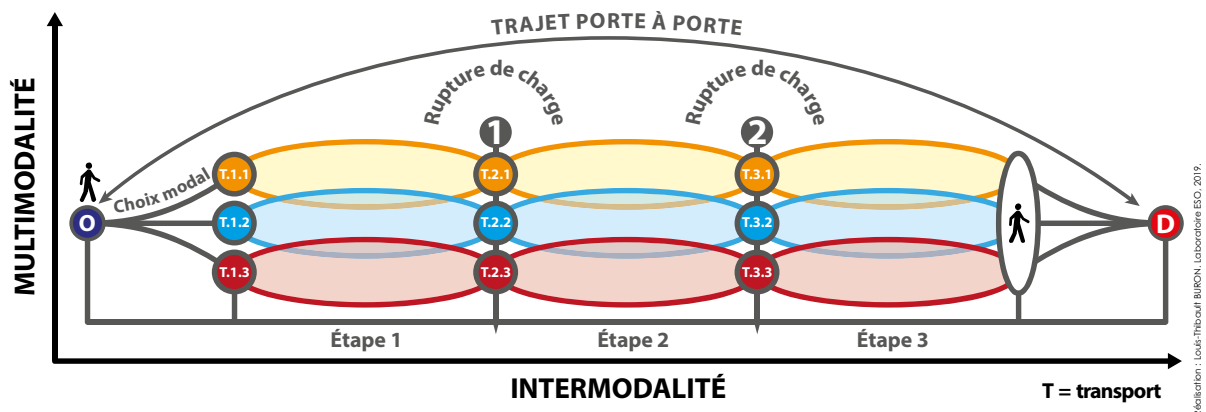 TRAJET PORTE À PORTE
Rupture de charge
Rupture de charge
1
2
MULTIMODALITÉ
Choix modal
T.1.1
T.2.1
T.3.1
O
T.1.2
T.2.2
T.3.2
D
T.1.3
T.2.3
T.3.3
Étape 1
Étape 2
Étape 3
INTERMODALITÉ
T = transport
Réalisation : Louis-Thibault BURON, Laboratoire ESO, 2019.